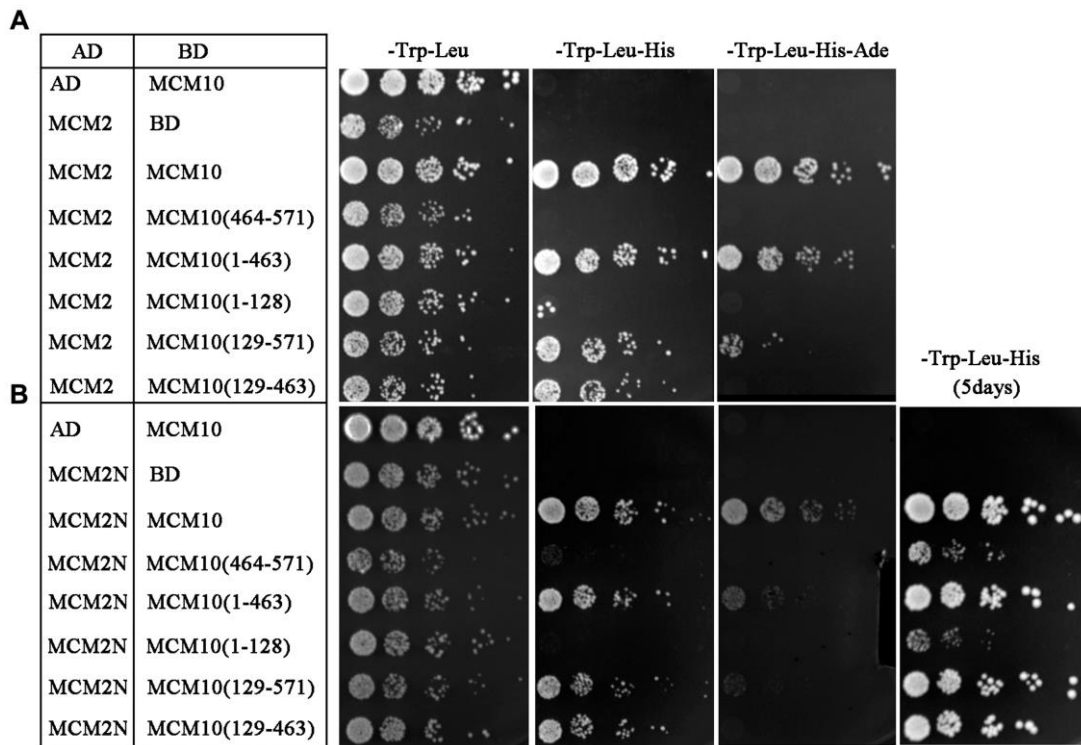 A
AD BD -Trp-Leu -Trp-Leu-His -Trp-Leu-His-Ade
AD MCM10
MCM2 BD
MCM2 MCM10
MCM2 MCM10(464-571)
MCM2 MCM10(1-463)
MCM2 MCM10(1-128)
MCM2 MCM10(129-571)
MCM2 MCM10(129-463)
-Trp-Leu-His
(5days)
B
AD MCM10
MCM2N BD
MCM2N MCM10
MCM2N MCM10(464-571)
MCM2N MCM10(1-463)
MCM2N MCM10(1-128)
MCM2N MCM10(129-571)
MCM2N MCM10(129-463)